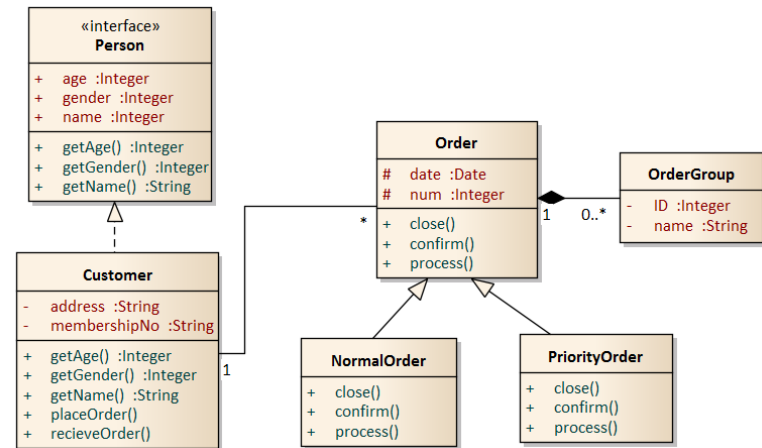 «interface»
Person
+ age :Integer
+ gender :Integer
+ name :Integer
+ getAge() :Integer
+ getGender() :Integer
+ getName() :String
Customer
- address :String
- membershipNo :String
+ getAge() :Integer
+ getGender() :Integer
+ getName() :String
+ placeOrder()
+ recieveOrder()
1
*
Order
# date :Date
# num :Integer
+ close()
+ confirm()
+ process()
1
0..*
OrderGroup
- ID :Integer
- name :String
NormalOrder
+ close()
+ confirm()
+ process()
PriorityOrder
+ close()
+ confirm()
+ process()